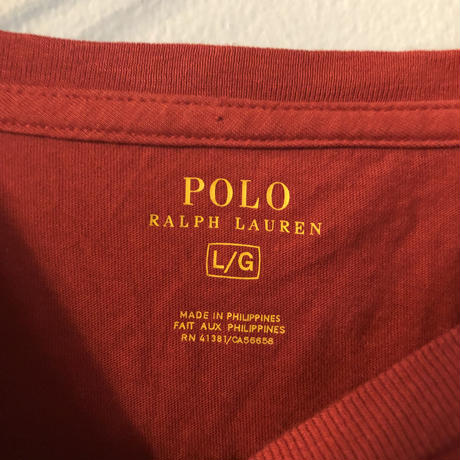 POLO
RALPH LAUREN
L/G
MADE IN PHILIPPINES
FAIT AUX PHILIPPINES
RN 41381/CA56658